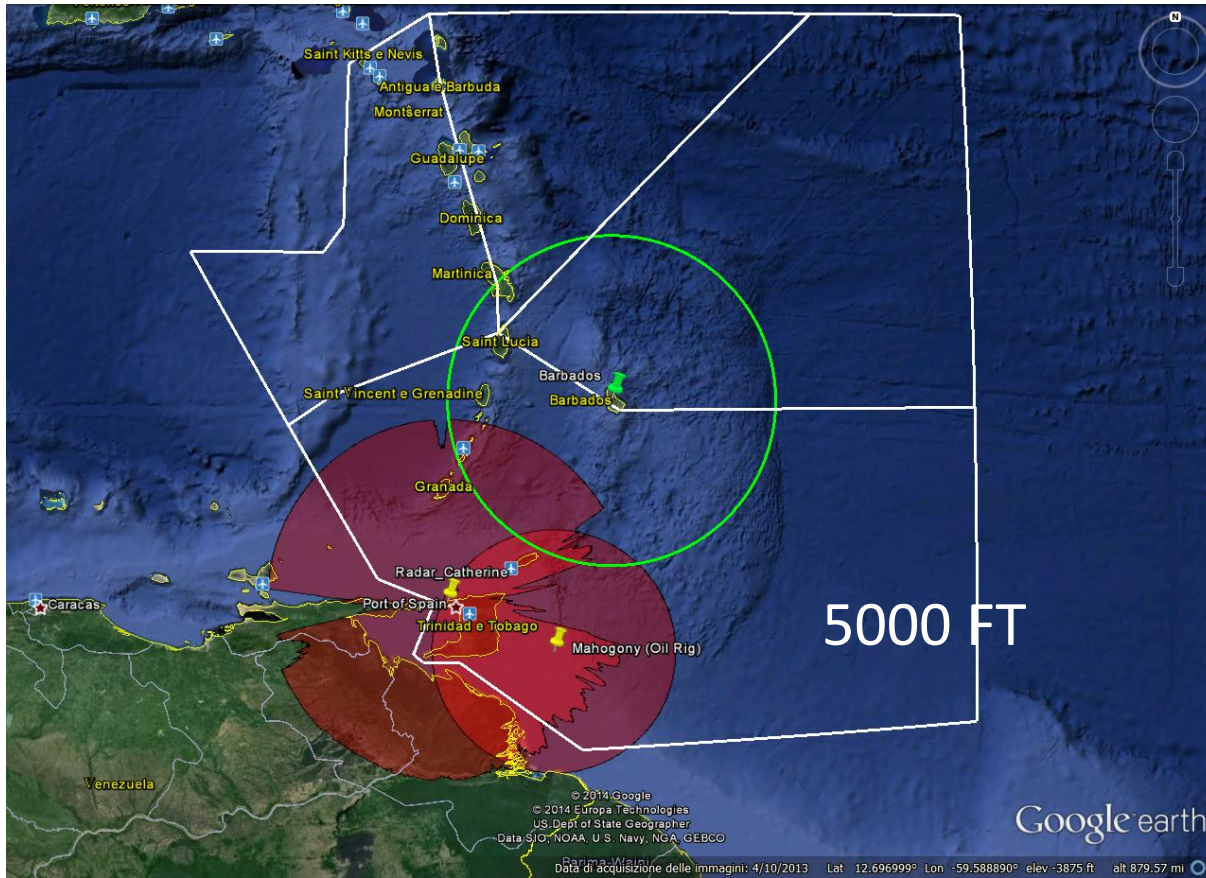 N
Saint Kitts e Nevis
Antigua e Barbuda
Montserrat
Guadalupe
Dominica
Martinica
Saint Lucia
Barbados
Saint Vincent e Grenadine
Barbados
Granada
Radar_Catherine
Caracas
Port of Spain
Trinidad e Tobago
5000 FT
Mahogony (Oil Rig)
Venezuela
© 2014 Google
© 2014 Europa Technologies
US Dept of State Geographer
Data SIO, NOAA, U.S. Navy, NGA, GEBCO
Google earth
Barima-Waini
Data di acquisizione delle immagini: 4/10/2013 Lat 12.696999° Lon -59.588890° elev -3875 ft alt 879.57 mi